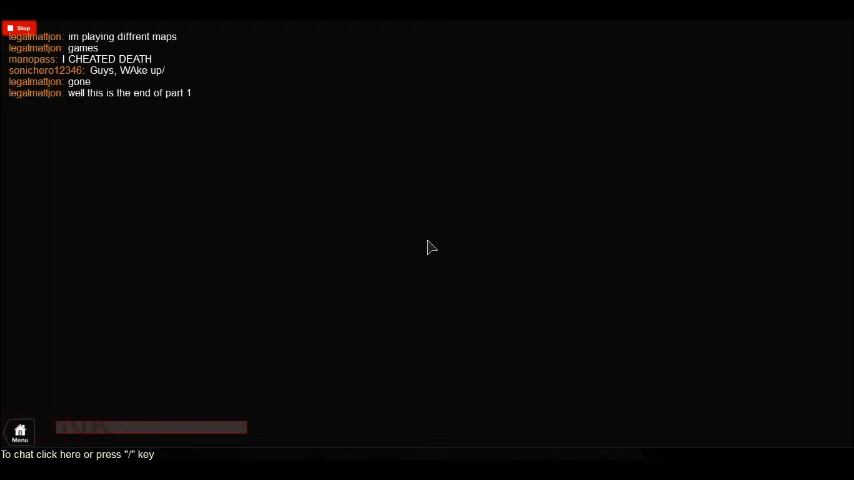 Stop
legalmattjon: im playing diffrent maps
legalmattjon: games
manopass: I CHEATED DEATH
sonichero12346: Guys, WAke up/
legalmattjon: gone
legalmattjon: well this is the end of part 1
Menu
To chat click here or press "/" key